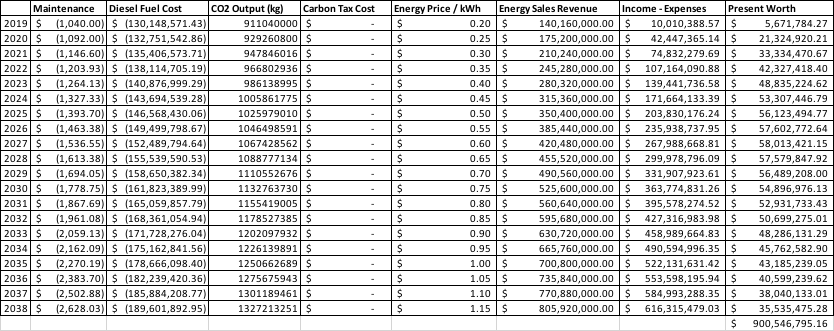 Maintenance Diesel Fuel Cost CO2 Output (kg) Carbon Tax Cost Energy Price / kWh Energy Sales Revenue Income - Expenses Present Worth
2019 $ (1,040.00) $ (130,148,571.43) 911040000 $ - $ 0.20 $ 140,160,000.00 $ 10,010,388.57 $ 5,671,784.27
2020 $ (1,092.00) $ (132,751,542.86) 929260800 $ - $ 0.25 $ 175,200,000.00 $ 42,447,365.14 $ 21,324,920.21
2021 $ (1,146.60) $ (135,406,573.71) 947846016 $ - $ 0.30 $ 210,240,000.00 $ 74,832,279.69 $ 33,334,470.67
2022 $ (1,203.93) $ (138,114,705.19) 966802936 $ - $ 0.35 $ 245,280,000.00 $ 107,164,090.88 $ 42,327,418.40
2023 $ (1,264.13) $ (140,876,999.29) 986138995 $ - $ 0.40 $ 280,320,000.00 $ 139,441,736.58 $ 48,835,224.62
2024 $ (1,327.33) $ (143,694,539.28) 1005861775 $ - $ 0.45 $ 315,360,000.00 $ 171,664,133.39 $ 53,307,446.79
2025 $ (1,393.70) $ (146,568,430.06) 1025979010 $ - $ 0.50 $ 350,400,000.00 $ 203,830,176.24 $ 56,123,494.77
2026 $ (1,463.38) $ (149,499,798.67) 1046498591 $ - $ 0.55 $ 385,440,000.00 $ 235,938,737.95 $ 57,602,772.64
2027 $ (1,536.55) $ (152,489,794.64) 1067428562 $ - $ 0.60 $ 420,480,000.00 $ 267,988,668.81 $ 58,013,421.15
2028 $ (1,613.38) $ (155,539,590.53) 1088777134 $ - $ 0.65 $ 455,520,000.00 $ 299,978,796.09 $ 57,579,847.92
2029 $ (1,694.05) $ (158,650,382.34) 1110552676 $ - $ 0.70 $ 490,560,000.00 $ 331,907,923.61 $ 56,489,208.00
2030 $ (1,778.75) $ (161,823,389.99) 1132763730 $ - $ 0.75 $ 525,600,000.00 $ 363,774,831.26 $ 54,896,976.13
2031 $ (1,867.69) $ (165,059,857.79) 1155419005 $ - $ 0.80 $ 560,640,000.00 $ 395,578,274.52 $ 52,931,733.43
2032 $ (1,961.08) $ (168,361,054.94) 1178527385 $ - $ 0.85 $ 595,680,000.00 $ 427,316,983.98 $ 50,699,275.01
2033 $ (2,059.13) $ (171,728,276.04) 1202097932 $ - $ 0.90 $ 630,720,000.00 $ 458,989,664.83 $ 48,286,131.29
2034 $ (2,162.09) $ (175,162,841.56) 1226139891 $ - $ 0.95 $ 665,760,000.00 $ 490,594,996.35 $ 45,762,582.90
2035 $ (2,270.19) $ (178,666,098.40) 1250662689 $ - $ 1.00 $ 700,800,000.00 $ 522,131,631.42 $ 43,185,239.05
2036 $ (2,383.70) $ (182,239,420.36) 1275675943 $ - $ 1.05 $ 735,840,000.00 $ 553,598,195.94 $ 40,599,239.62
2037 $ (2,502.88) $ (185,884,208.77) 1301189461 $ - $ 1.10 $ 770,880,000.00 $ 584,993,288.35 $ 38,040,133.01
2038 $ (2,628.03) $ (189,601,892.95) 1327213251 $ - $ 1.15 $ 805,920,000.00 $ 616,315,479.03 $ 35,535,475.28
$ 900,546,795.16